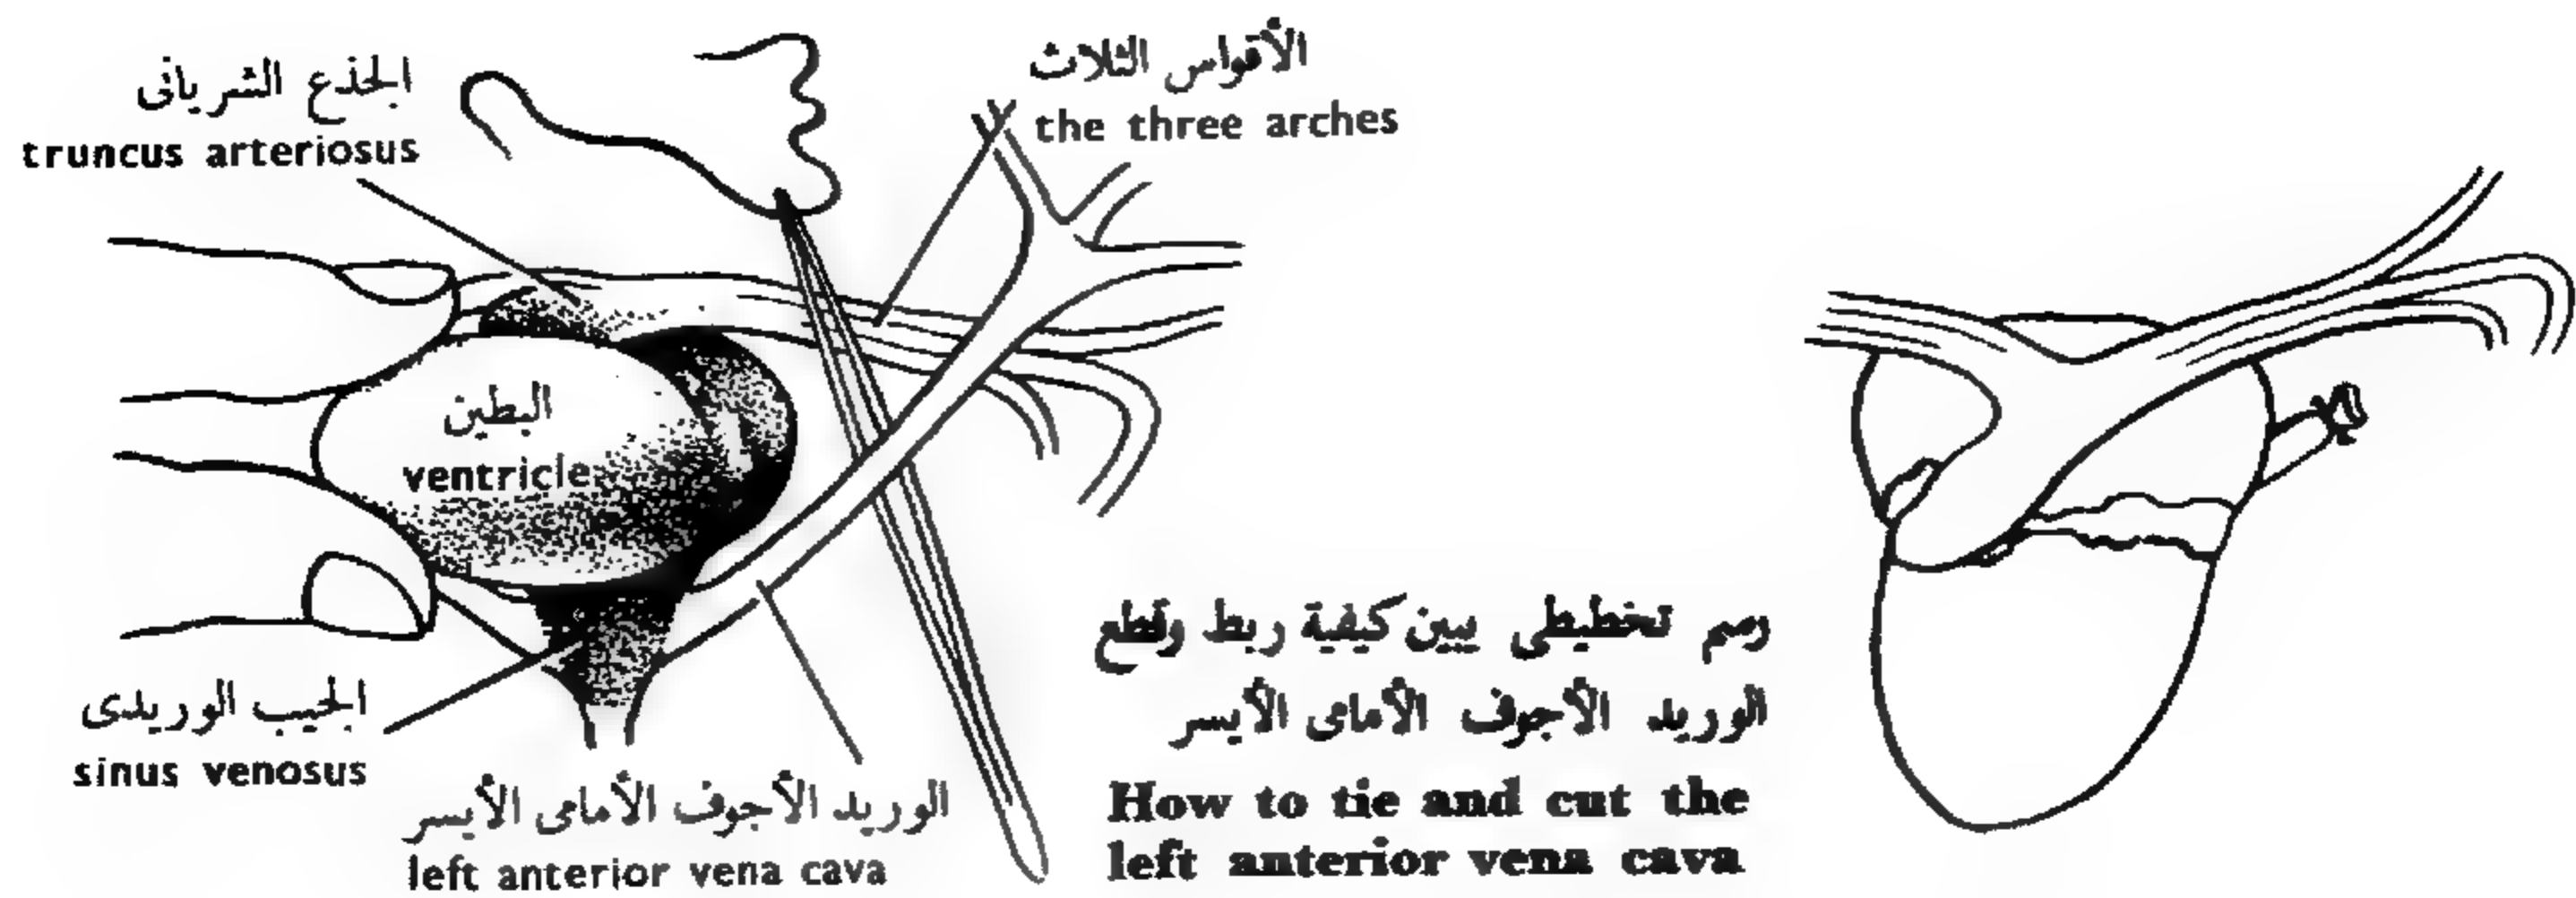 الجذع الشريانى
truncus arteriosus
الأقواس الثلاث
the three arches
البطين
ventricle
الجيب الوريدى
sinus venosus
الوريد الأجوف الأمامى الأيسر
left anterior vena cava
رسم تخطيطى يبين كيفية ربط وقطع
الوريد الأجوف الأمامى الأيسر
How to tie and cut the
left anterior vena cava